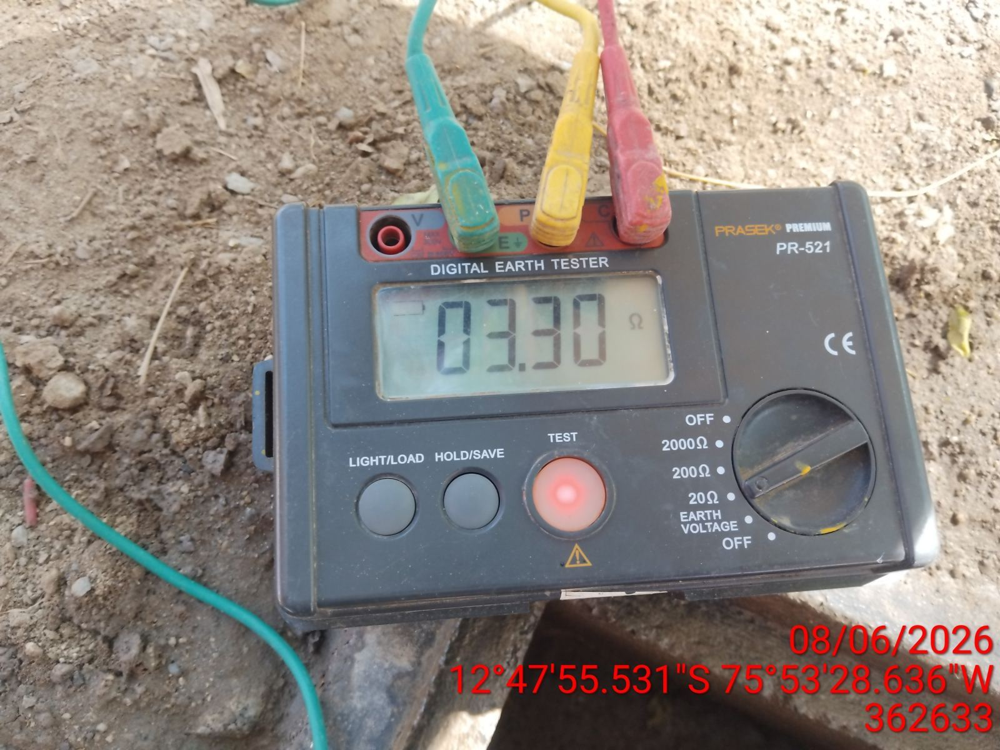 V P C
E
DIGITAL EARTH TESTER
PRASEK® PREMIUM
PR-521
03.30 Ω
CE
OFF
2000Ω
200Ω
20Ω
EARTH
VOLTAGE
OFF
LIGHT/LOAD HOLD/SAVE TEST
08/06/2026
12°47'55.531"S 75°53'28.636"W
362633